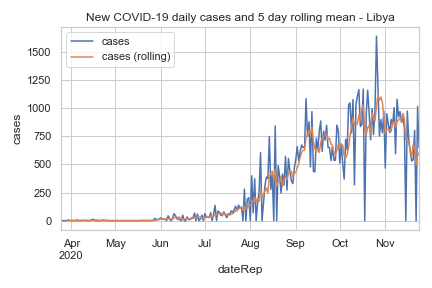 New COVID-19 daily cases and 5 day rolling mean - Libya
cases
cases (rolling)
1500
1250
1000
750
500
250
0
cases
Apr May Jun Jul Aug Sep Oct Nov
2020
dateRep